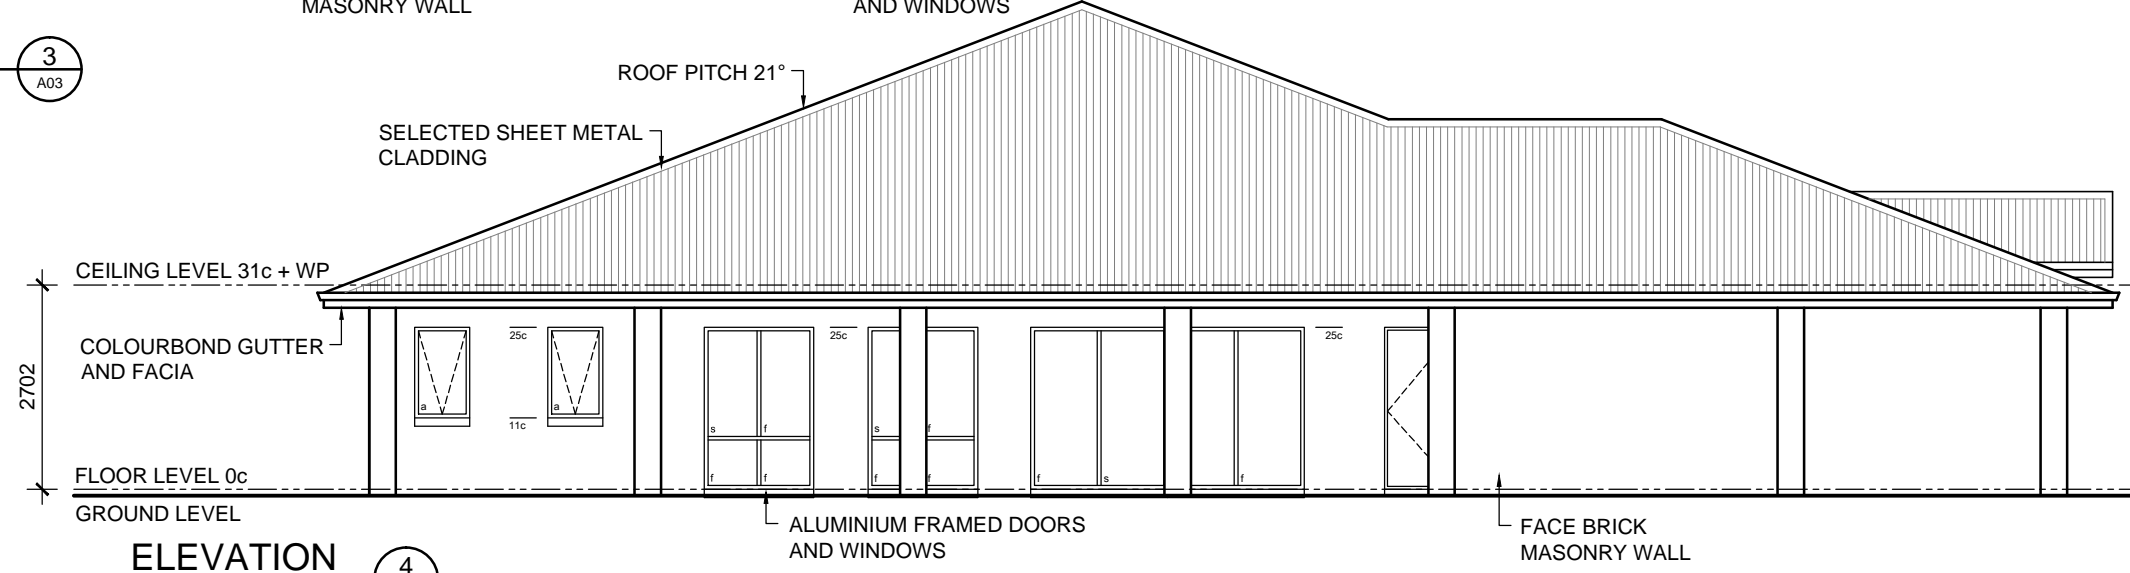 MASONRY WALL
AND WINDOWS
3
A03
ROOF PITCH 21°
SELECTED SHEET METAL
CLADDING
CEILING LEVEL 31c + WP
COLOURBOND GUTTER
AND FACIA
2702
25c
25c
25c
a
a
11c
s
f
s
f
f
f
f
f
f
s
f
FLOOR LEVEL 0c
GROUND LEVEL
ALUMINIUM FRAMED DOORS
AND WINDOWS
FACE BRICK
MASONRY WALL
ELEVATION
4